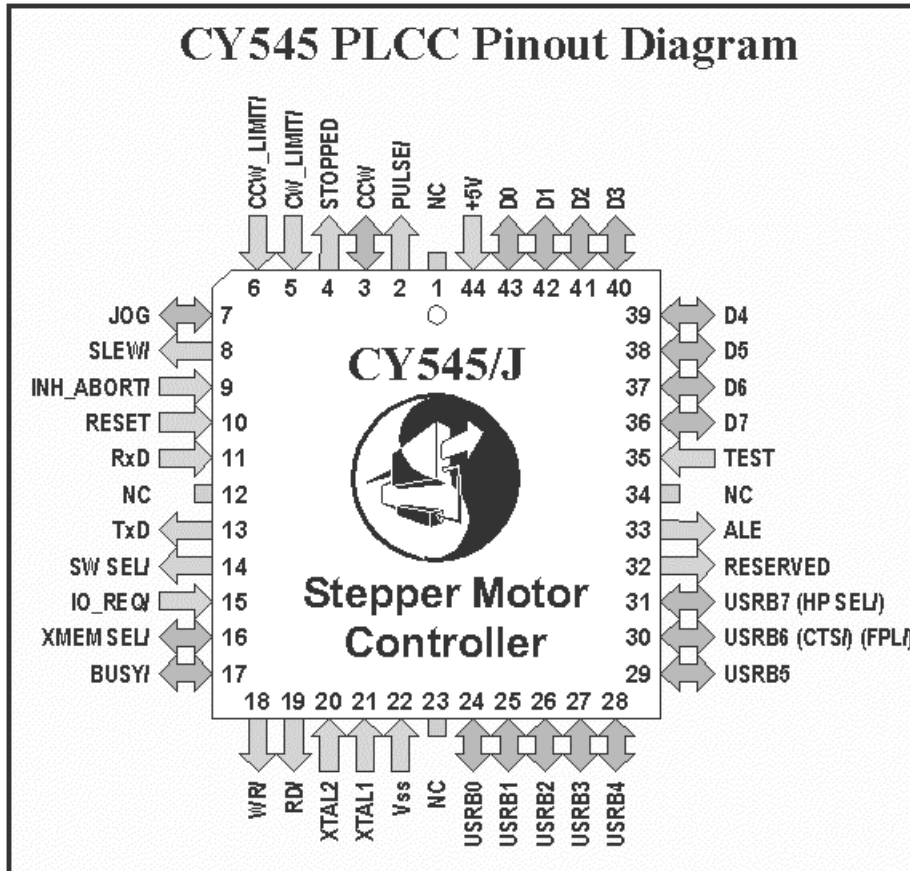 CY545 PLCC Pinout Diagram
CCW_LIMIT/
CW_LIMIT/
STOPPED
CCW
PULSE/
NC
+5V
D0
D1
D2
D3
6 5 4 3 2 1 44 43 42 41 40
JOG 7 39 D4
SLEW/ 8 38 D5
INH_ABORT/ 9 37 D6
RESET 10 36 D7
RxD 11 35 TEST
NC 12 34 NC
TxD 13 33 ALE
SW SEL/ 14 32 RESERVED
IO_REQ/ 15 31 USRB7 (HP SEL/)
XMEM SEL/ 16 30 USRB6 (CTS/) (FPL/)
BUSY/ 17 29 USRB5
CY545/J
Stepper Motor
Controller
18 19 20 21 22 23 24 25 26 27 28
WR/
RD/
XTAL2
XTAL1
Vss
NC
USRB0
USRB1
USRB2
USRB3
USRB4